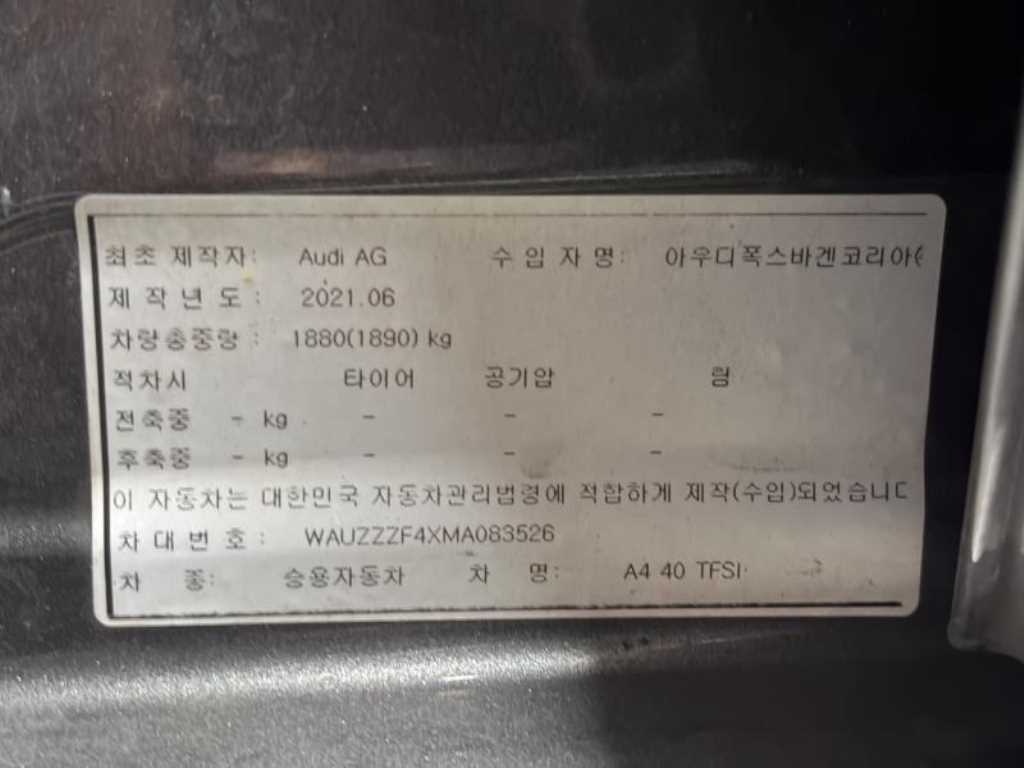 최초 제작자: Audi AG 수 입 자 명: 아우디폭스바겐코리아(
제 작 년 도 : 2021.06
차량총중량 : 1880(1890) kg
적차시 타이어 공기압 림
전축중 - kg - - -
후축중 - kg - - -
이 자동차는 대한민국 자동차관리법령에 적합하게 제작(수입)되었습니다
차 대 번 호 : WAUZZZF4XMA083526
차 종: 승용자동차 차 명: A4 40 TFSI